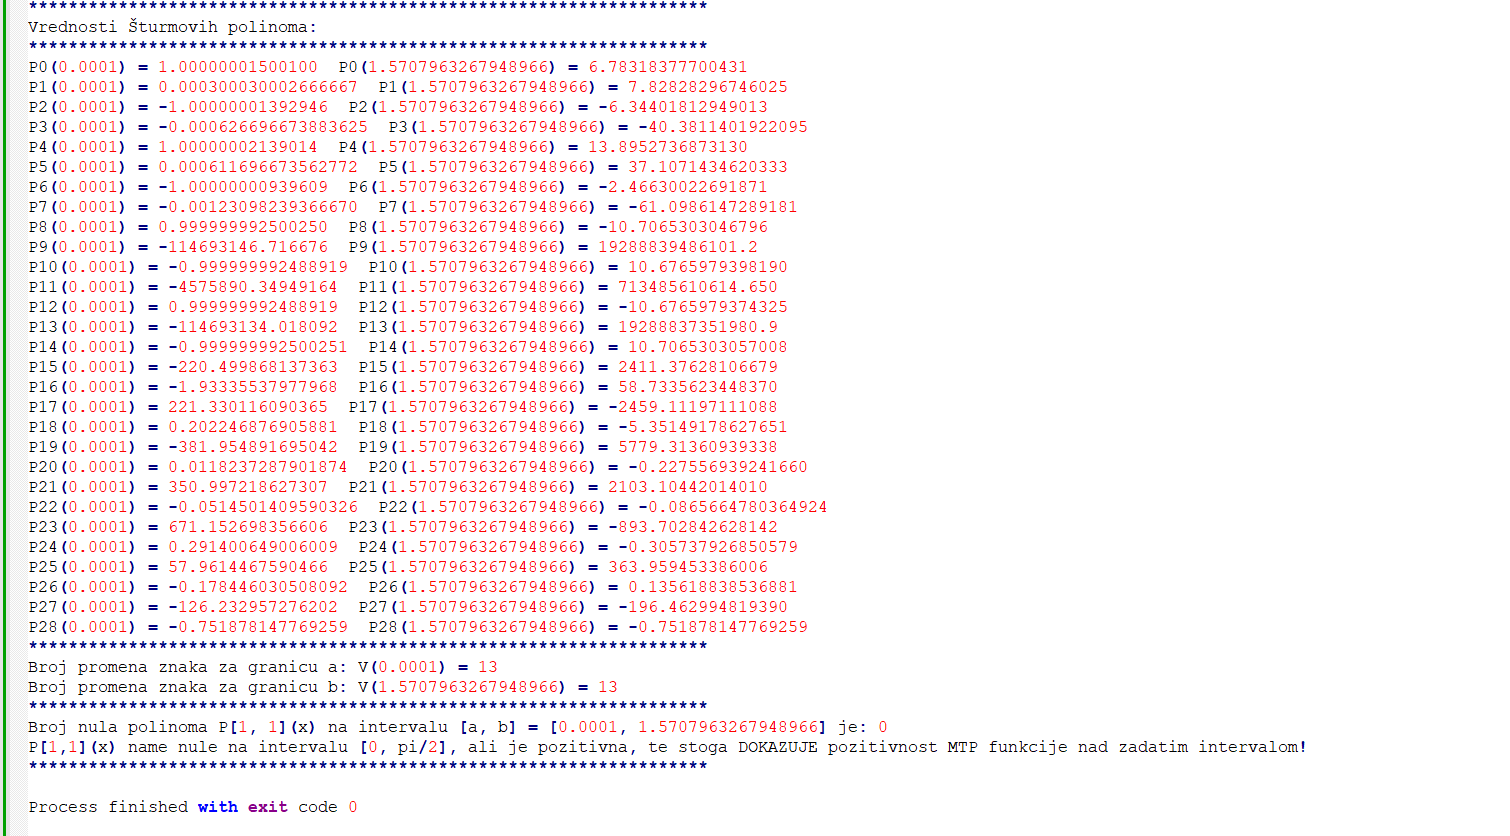 ********************************************************************
Vrednosti Šturmovih polinoma:
********************************************************************
P0(0.0001) = 1.00000001500100  P0(1.5707963267948966) = 6.78318377700431
P1(0.0001) = 0.000300030002666667  P1(1.5707963267948966) = 7.82828296746025
P2(0.0001) = -1.00000001392946  P2(1.5707963267948966) = -6.34401812949013
P3(0.0001) = -0.000626696673883625  P3(1.5707963267948966) = -40.3811401922095
P4(0.0001) = 1.00000002139014  P4(1.5707963267948966) = 13.8952736873130
P5(0.0001) = 0.000611696673562772  P5(1.5707963267948966) = 37.1071434620333
P6(0.0001) = -1.00000000939609  P6(1.5707963267948966) = -2.46630022691871
P7(0.0001) = -0.00123098239366670  P7(1.5707963267948966) = -61.0986147289181
P8(0.0001) = 0.999999992500250  P8(1.5707963267948966) = -10.7065303046796
P9(0.0001) = -114693146.716676  P9(1.5707963267948966) = 19288839486101.2
P10(0.0001) = -0.999999992488919  P10(1.5707963267948966) = 10.6765979398190
P11(0.0001) = -4575890.34949164  P11(1.5707963267948966) = 713485610614.650
P12(0.0001) = 0.999999992488919  P12(1.5707963267948966) = -10.6765979374325
P13(0.0001) = -114693134.018092  P13(1.5707963267948966) = 19288837351980.9
P14(0.0001) = -0.999999992500251  P14(1.5707963267948966) = 10.7065303057008
P15(0.0001) = -220.499868137363  P15(1.5707963267948966) = 2411.37628106679
P16(0.0001) = -1.93335537977968  P16(1.5707963267948966) = 58.7335623448370
P17(0.0001) = 221.330116090365  P17(1.5707963267948966) = -2459.11197111088
P18(0.0001) = 0.202246876905881  P18(1.5707963267948966) = -5.35149178627651
P19(0.0001) = -381.954891695042  P19(1.5707963267948966) = 5779.31360939338
P20(0.0001) = 0.0118237287901874  P20(1.5707963267948966) = -0.227556939241660
P21(0.0001) = 350.997218627307  P21(1.5707963267948966) = 2103.10442014010
P22(0.0001) = -0.0514501409590326  P22(1.5707963267948966) = -0.0865664780364924
P23(0.0001) = 671.152698356606  P23(1.5707963267948966) = -893.702842628142
P24(0.0001) = 0.291400649006009  P24(1.5707963267948966) = -0.305737926850579
P25(0.0001) = 57.9614467590466  P25(1.5707963267948966) = 363.959453386006
P26(0.0001) = -0.178446030508092  P26(1.5707963267948966) = 0.135618838536881
P27(0.0001) = -126.232957276202  P27(1.5707963267948966) = -196.462994819390
P28(0.0001) = -0.751878147769259  P28(1.5707963267948966) = -0.751878147769259
********************************************************************
Broj promena znaka za granicu a: V(0.0001) = 13
Broj promena znaka za granicu b: V(1.5707963267948966) = 13
********************************************************************
Broj nula polinoma P[1, 1](x) na intervalu [a, b] = [0.0001, 1.5707963267948966] je: 0
P[1,1](x) name nule na intervalu [0, pi/2], ali je pozitivna, te stoga DOKAZUJE pozitivnost MTP funkcije nad zadatim intervalom!
********************************************************************
Process finished with exit code 0